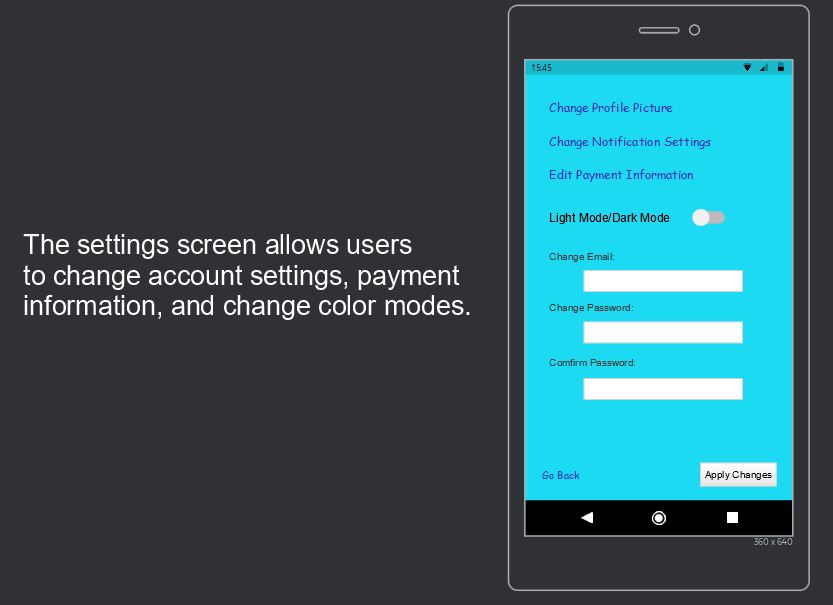 The settings screen allows users
to change account settings, payment
information, and change color modes.
15:45
Change Profile Picture
Change Notification Settings
Edit Payment Information
Light Mode/Dark Mode
Change Email:
Change Password:
Comfirm Password:
Go Back
Apply Changes
360 x 640